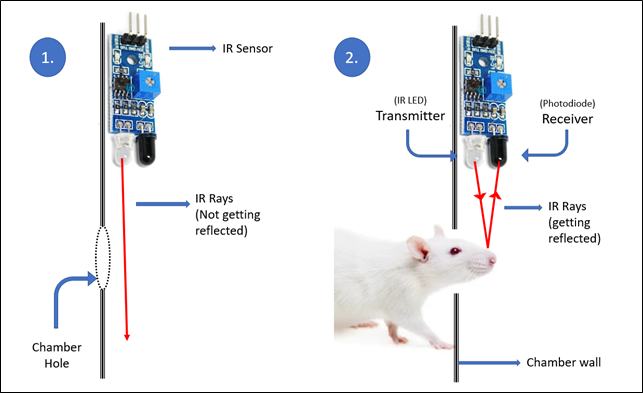 1.
IR Sensor
IR Rays
(Not getting
reflected)
Chamber
Hole
2.
(IR LED)
Transmitter
(Photodiode)
Receiver
IR Rays
(getting
reflected)
Chamber wall